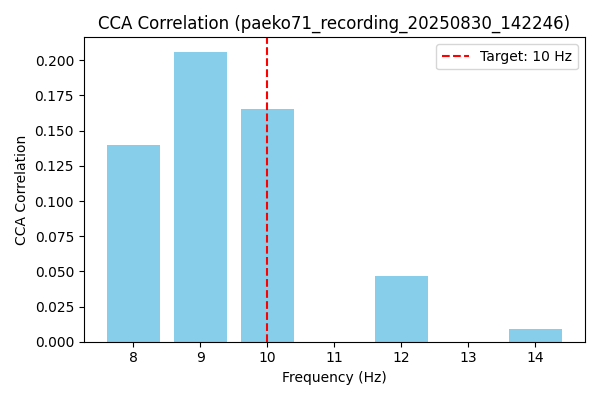 CCA Correlation (paeko71_recording_20250830_142246)
Target: 10 Hz
CCA Correlation
0.200
0.175
0.150
0.125
0.100
0.075
0.050
0.025
0.000
8 9 10 11 12 13 14
Frequency (Hz)